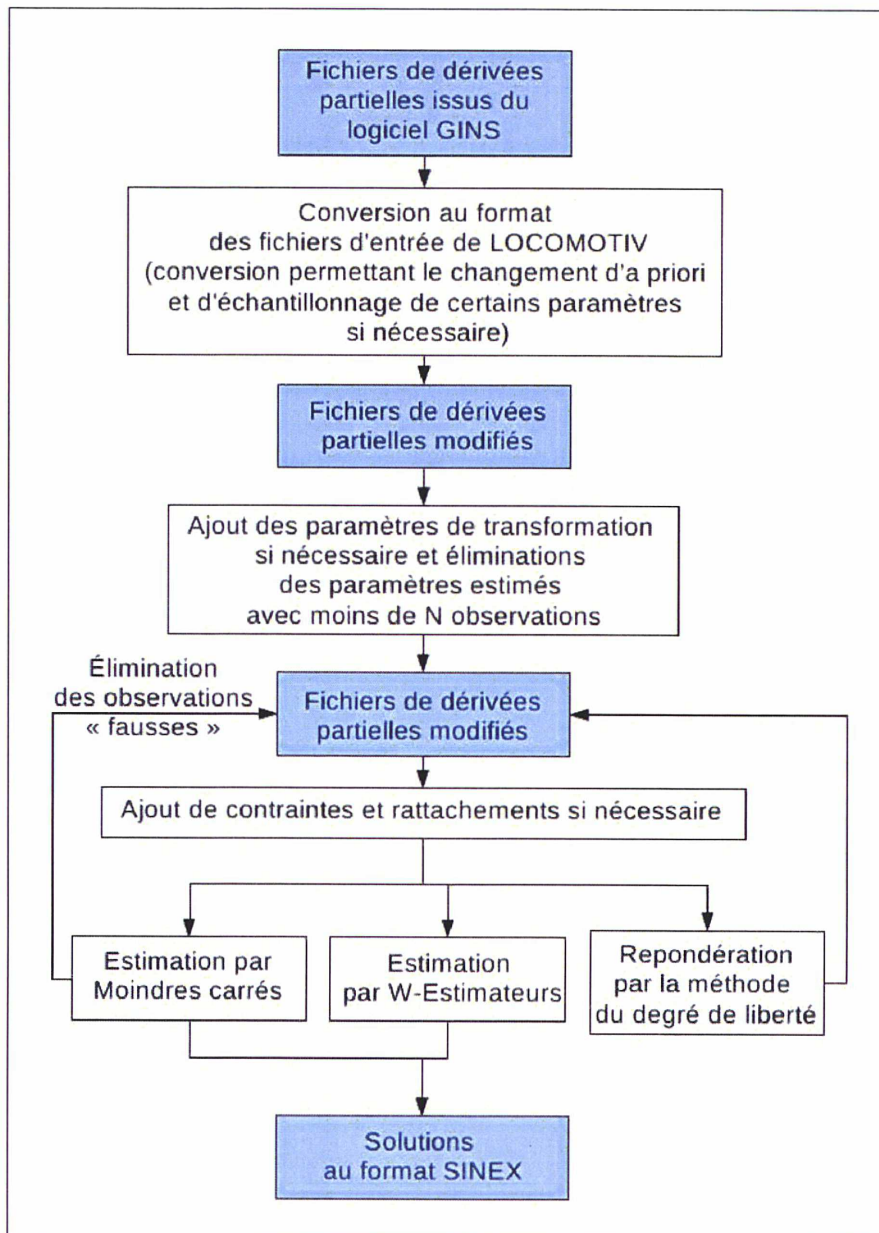 Fichiers de dérivées
partielles issus du
logiciel GINS
Conversion au format
des fichiers d'entrée de LOCOMOTIV
(conversion permettant le changement d'a priori
et d'échantillonnage de certains paramètres
si nécessaire)
Fichiers de dérivées
partielles modifiés
Ajout des paramètres de transformation
si nécessaire et éliminations
des paramètres estimés
avec moins de N observations
Élimination
des observations
« fausses »
Fichiers de dérivées
partielles modifiés
Ajout de contraintes et rattachements si nécessaire
Estimation par
Moindres carrés
Estimation
par W-Estimateurs
Repondération
par la méthode
du degré de liberté
Solutions
au format SINEX